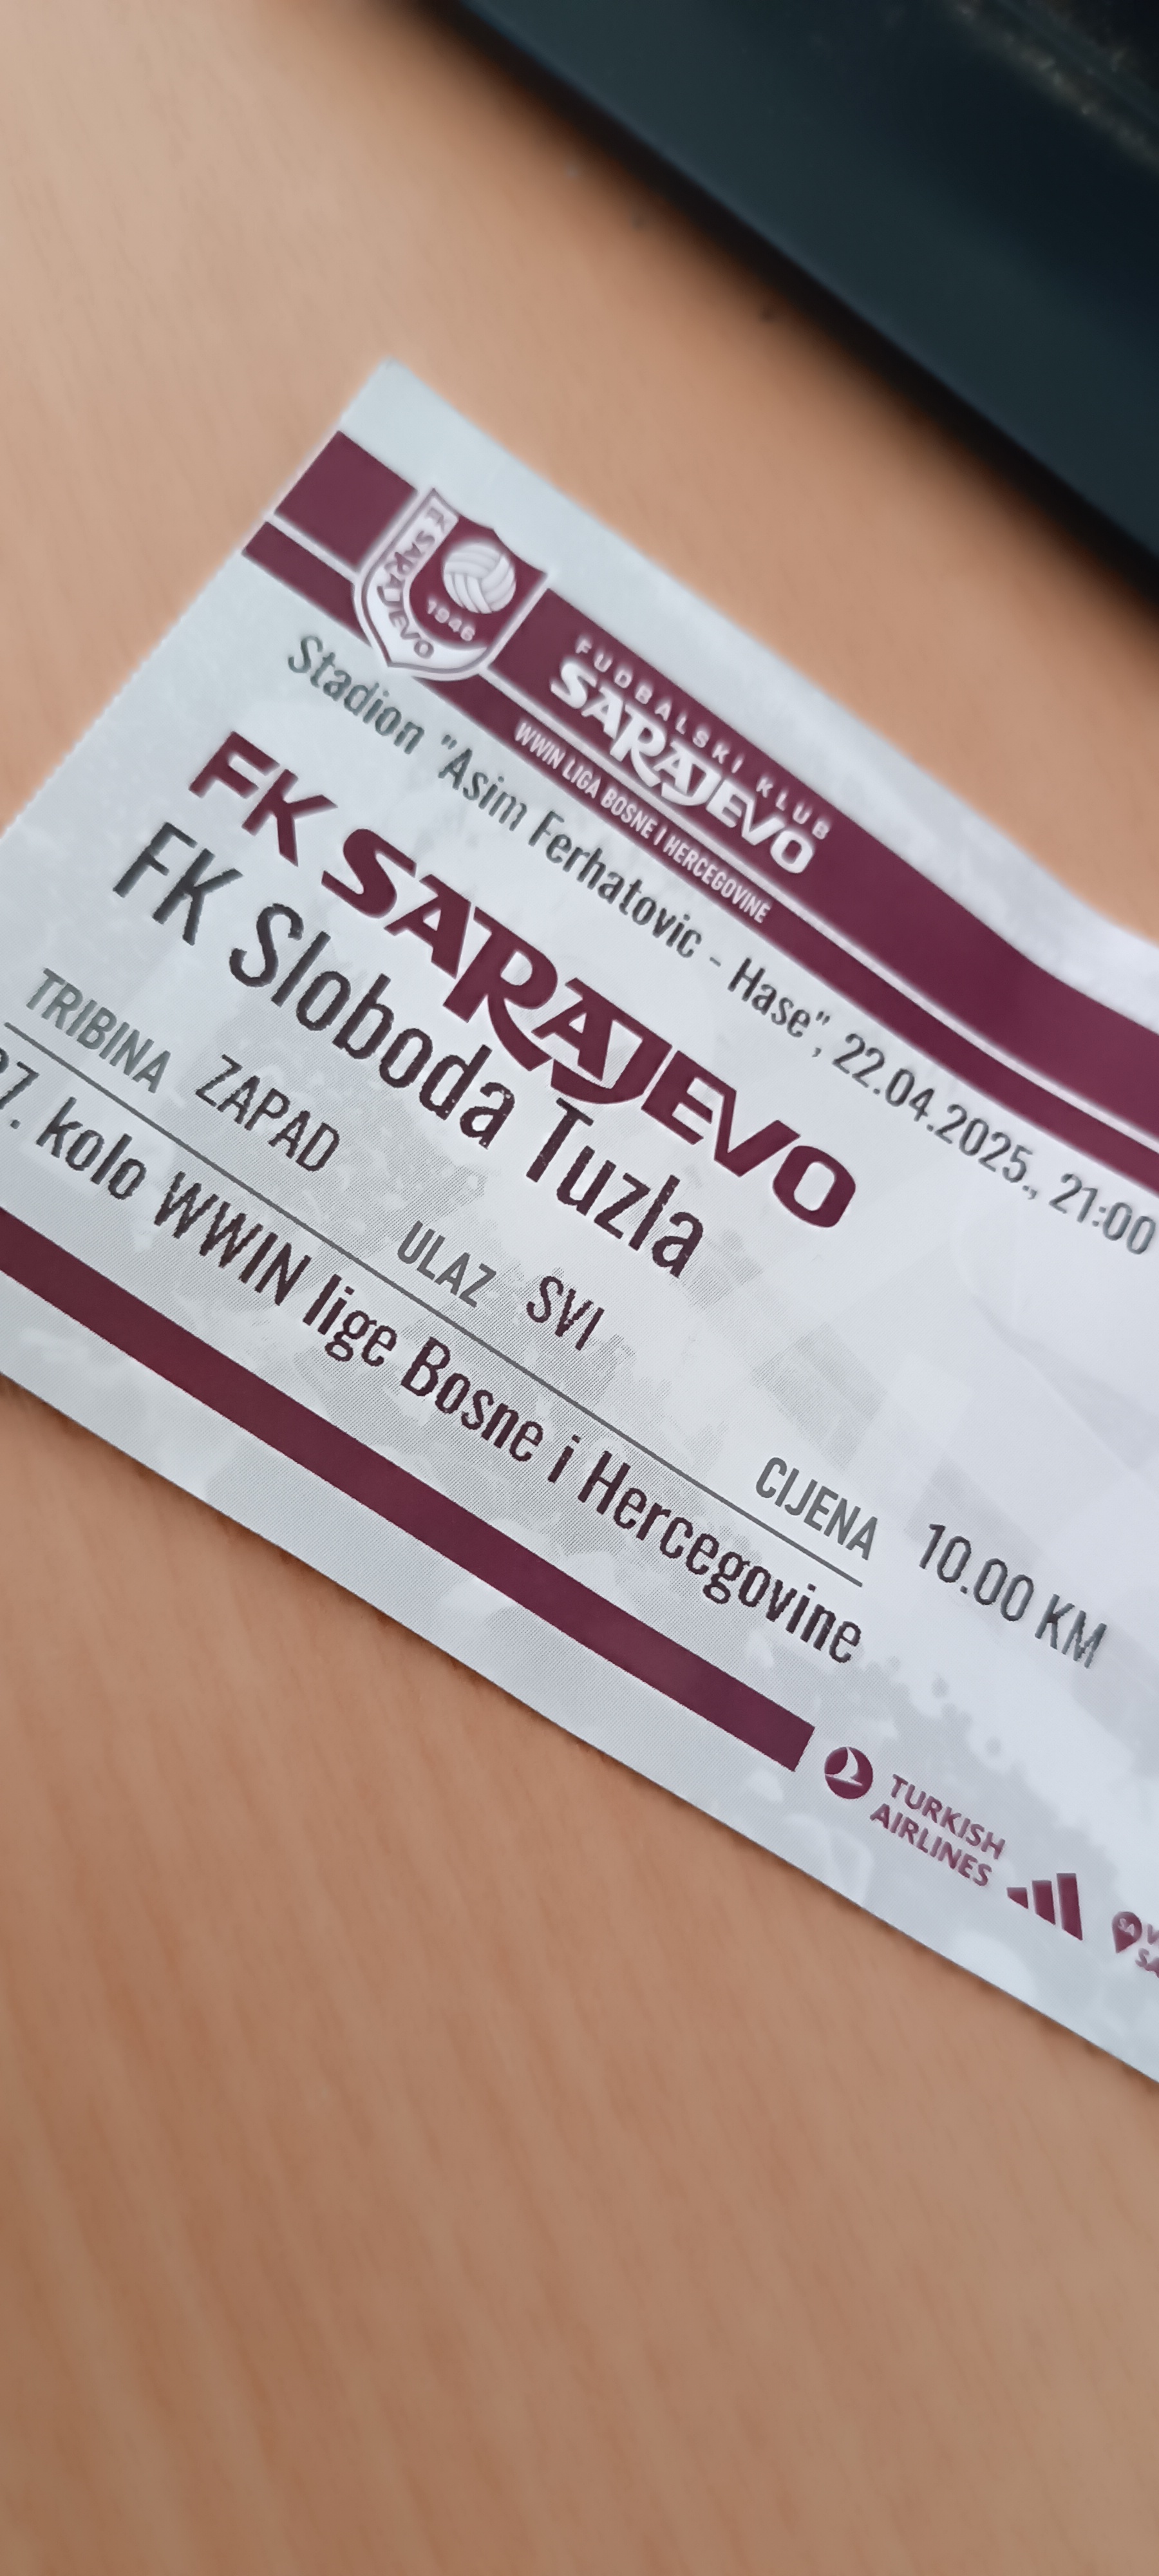 FK SARAJEVO
1946
FUDBALSKI KLUB
SARAJEVO
WWIN LIGA BOSNE I HERCEGOVINE
Stadion "Asim Ferhatovic - Hase", 22.04.2025., 21:00
FK SARAJEVO
FK Sloboda Tuzla
TRIBINA ZAPAD ULAZ SVI CIJENA 10.00 KM
7. kolo WWIN lige Bosne i Hercegovine
TURKISH
AIRLINES
SA